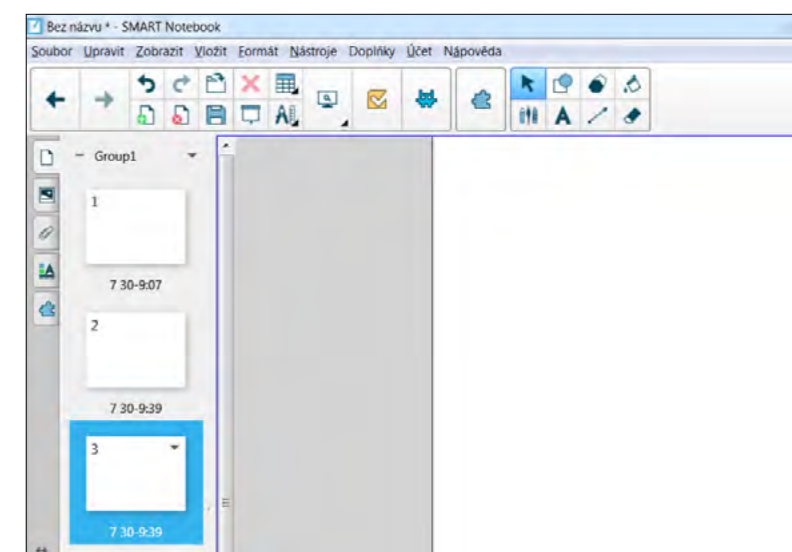 Bez názvu * - SMART Notebook
Soubor Upravit Zobrazit Vložit Formát Nástroje Doplňky Účet Nápověda
Group1
1
7 30-9:07
2
7 30-9:39
3
7 30-9:39